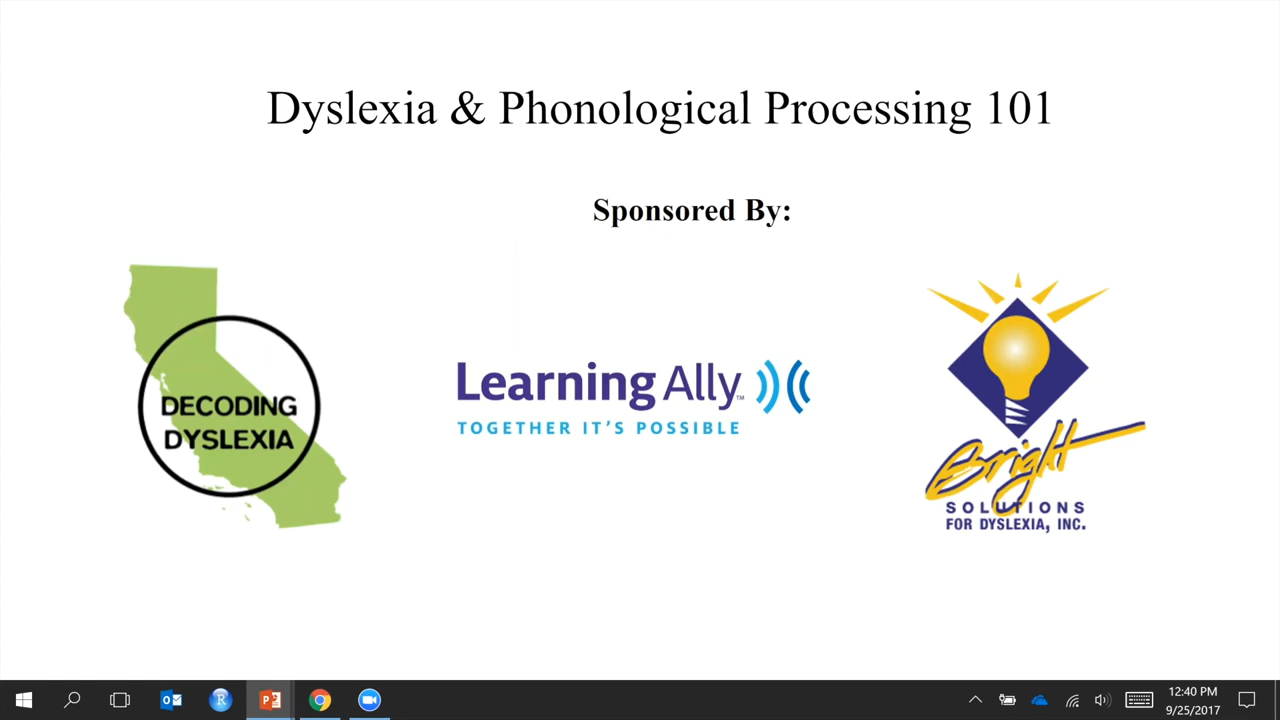 Dyslexia & Phonological Processing 101
Sponsored By:
DECODING
DYSLEXIA
Learning Ally™
TOGETHER IT'S POSSIBLE
Bright
SOLUTIONS
FOR DYSLEXIA, INC.
12:40 PM
9/25/2017